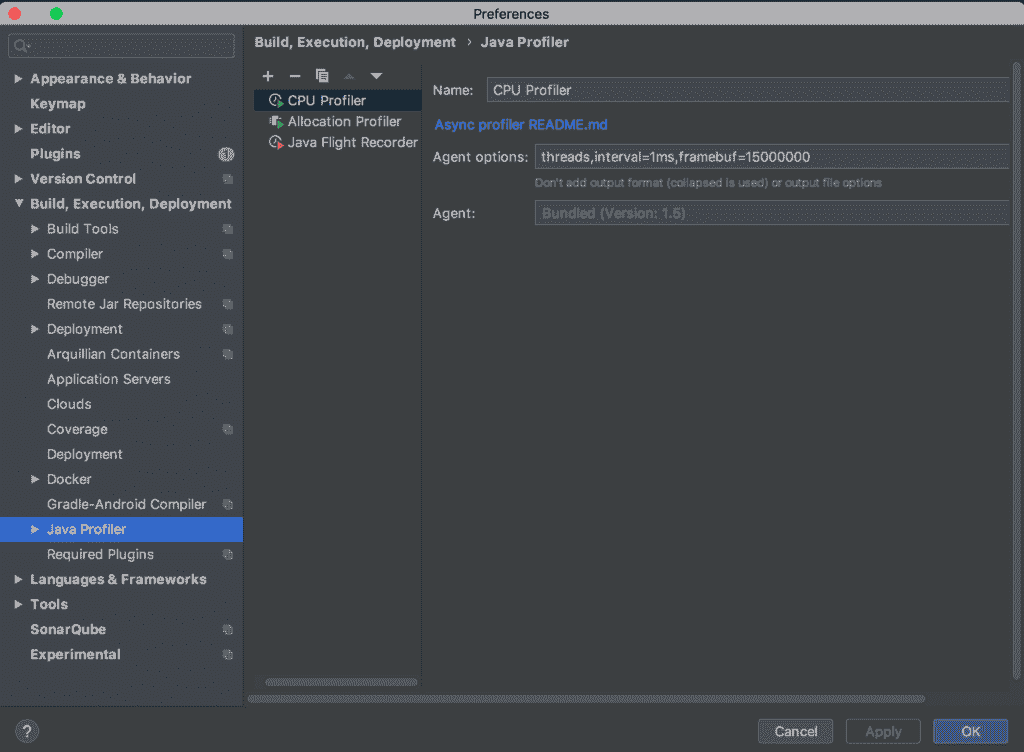 Preferences
Build, Execution, Deployment › Java Profiler
Appearance & Behavior
Keymap
Editor
Plugins
Version Control
Build, Execution, Deployment
Build Tools
Compiler
Debugger
Remote Jar Repositories
Deployment
Arquillian Containers
Application Servers
Clouds
Coverage
Deployment
Docker
Gradle-Android Compiler
Java Profiler
Required Plugins
Languages & Frameworks
Tools
SonarQube
Experimental
CPU Profiler
Allocation Profiler
Java Flight Recorder
Name: CPU Profiler
Async profiler README.md
Agent options: threads,interval=1ms,framebuf=15000000
Don't add output format (collapsed is used) or output file options
Agent: Bundled (Version: 1.5)
?
Cancel
Apply
OK